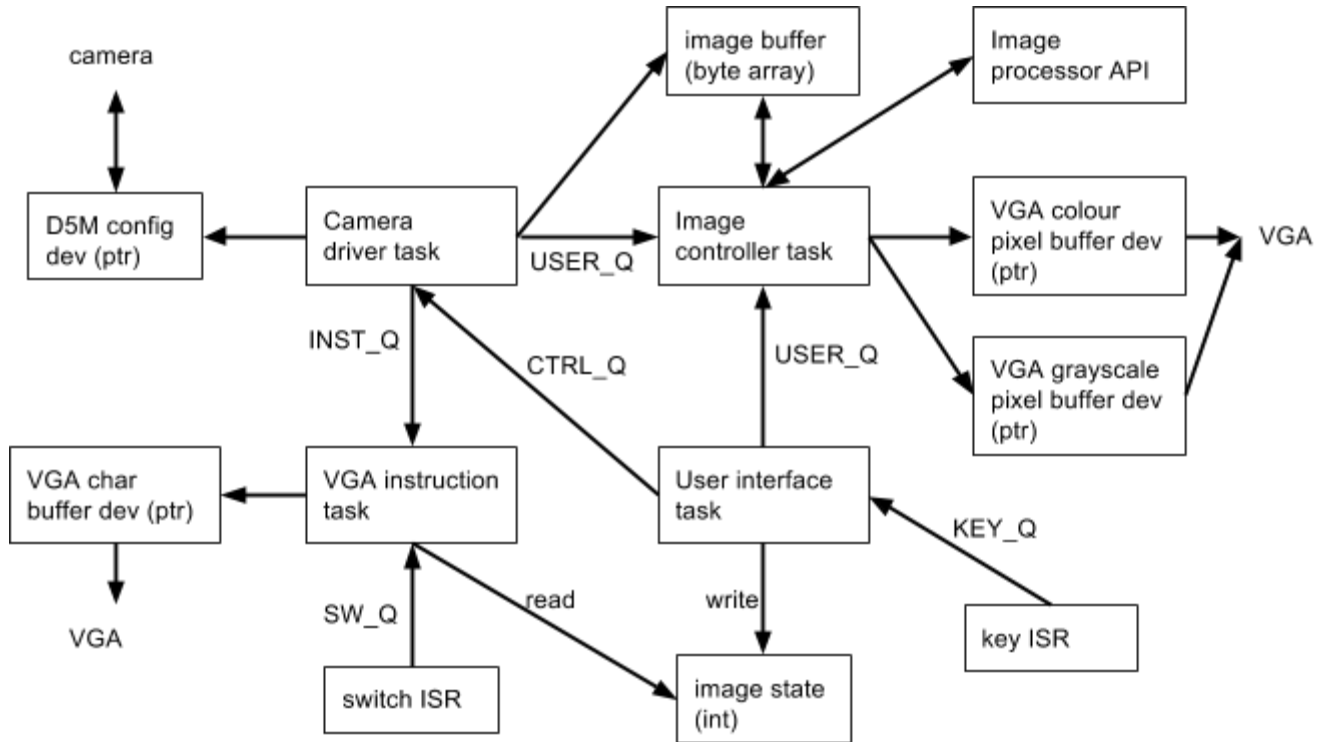 camera
image buffer
(byte array)
Image
processor API
D5M config
dev (ptr)
Camera
driver task
USER_Q
Image
controller task
VGA colour
pixel buffer dev
(ptr)
VGA
INST_Q
CTRL_Q
USER_Q
VGA grayscale
pixel buffer dev
(ptr)
VGA char
buffer dev (ptr)
VGA instruction
task
User interface
task
KEY_Q
VGA
SW_Q
read
write
key ISR
switch ISR
image state
(int)